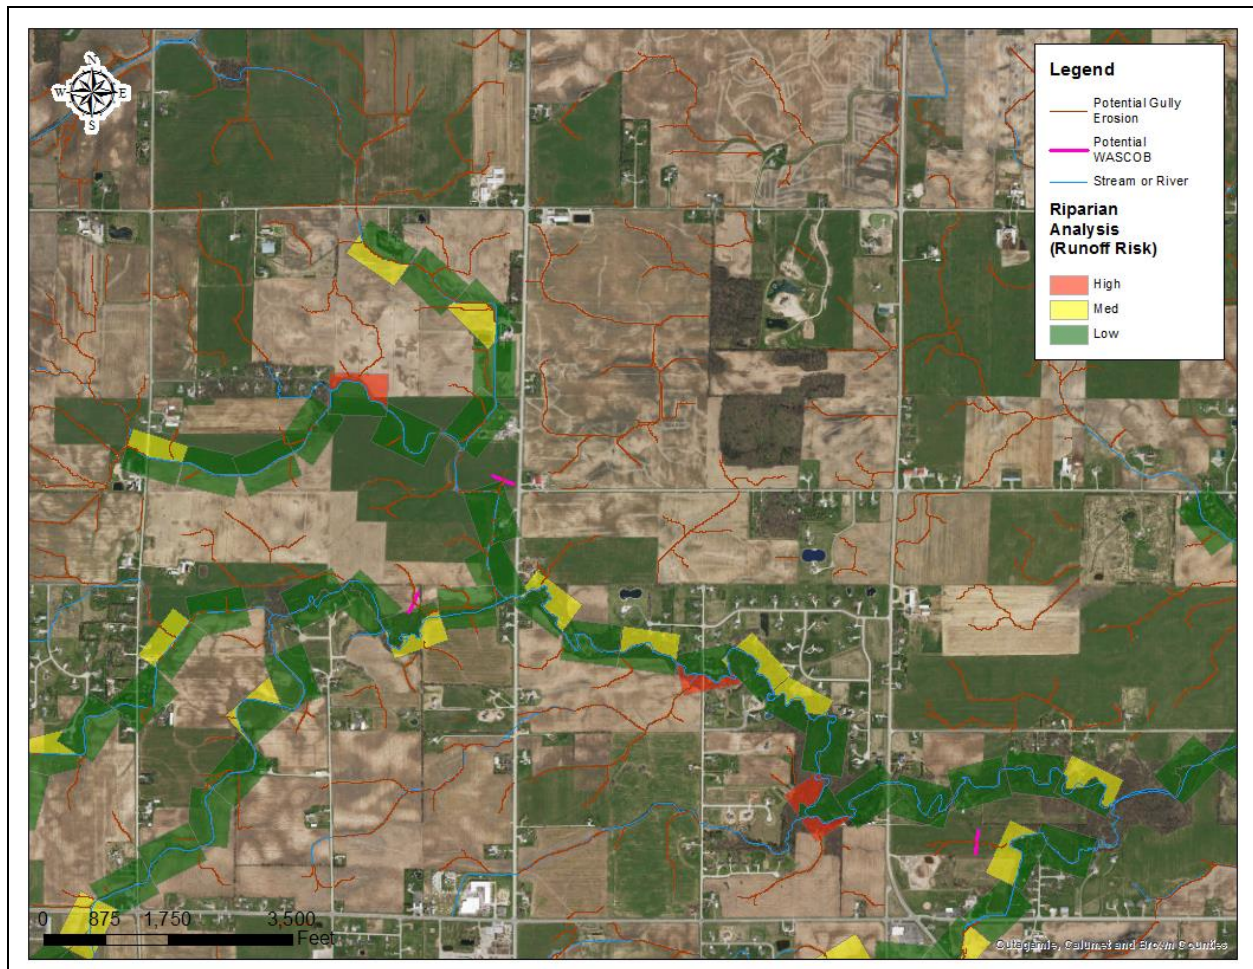 N
W E
S
Legend
Potential Gully
Erosion
Potential
WASCOB
Stream or River
Riparian
Analysis
(Runoff Risk)
High
Med
Low
0 875 1,750 3,500
Feet
Outagamie, Calumet and Brown Counties